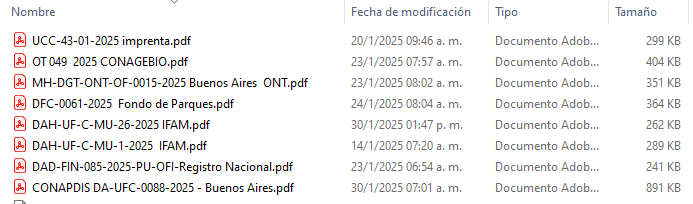 Nombre Fecha de modificación Tipo Tamaño
UCC-43-01-2025 imprenta.pdf 20/1/2025 09:46 a. m. Documento Adob... 299 KB
OT 049  2025 CONAGEBIO.pdf 23/1/2025 07:57 a. m. Documento Adob... 404 KB
MH-DGT-ONT-OF-0015-2025 Buenos Aires  ONT.pdf 23/1/2025 08:02 a. m. Documento Adob... 351 KB
DFC-0061-2025  Fondo de Parques.pdf 24/1/2025 08:04 a. m. Documento Adob... 364 KB
DAH-UF-C-MU-26-2025 IFAM.pdf 30/1/2025 01:47 p. m. Documento Adob... 262 KB
DAH-UF-C-MU-1-2025  IFAM.pdf 14/1/2025 07:20 a. m. Documento Adob... 289 KB
DAD-FIN-085-2025-PU-OFI-Registro Nacional.pdf 23/1/2025 06:54 a. m. Documento Adob... 241 KB
CONAPDIS DA-UFC-0088-2025 - Buenos Aires.pdf 30/1/2025 07:01 a. m. Documento Adob... 891 KB